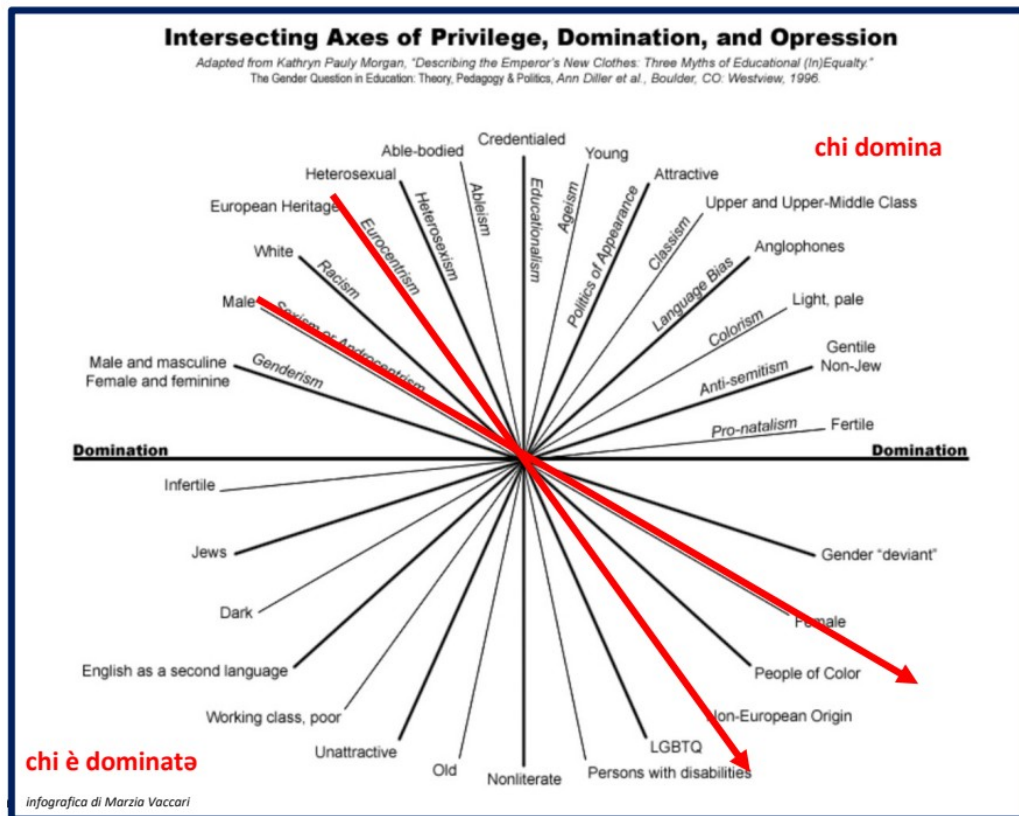 Intersecting Axes of Privilege, Domination, and Opression
Adapted from Kathryn Pauly Morgan, "Describing the Emperor's New Clothes: Three Myths of Educational (In)Equalty."
The Gender Question in Education: Theory, Pedagogy & Politics, Ann Diller et al., Boulder, CO: Westview, 1996.
chi domina
Credentialed
Able-bodied
Young
Heterosexual
Attractive
European Heritage
Upper and Upper-Middle Class
White
Anglophones
Male
Light, pale
Male and masculine
Female and feminine
Gentile
Non-Jew
Fertile
Genderism
Sexism or Androcentrism
Racism
Eurocentrism
Heterosexism
Ableism
Educationalism
Ageism
Politics of Appearance
Classism
Language Bias
Colorism
Anti-semitism
Pro-natalism
Domination
Domination
Infertile
Jews
Gender "deviant"
Dark
Female
English as a second language
People of Color
Working class, poor
Non-European Origin
Unattractive
LGBTQ
Old
Persons with disabilities
Nonliterate
chi è dominatə
infografica di Marzia Vaccari